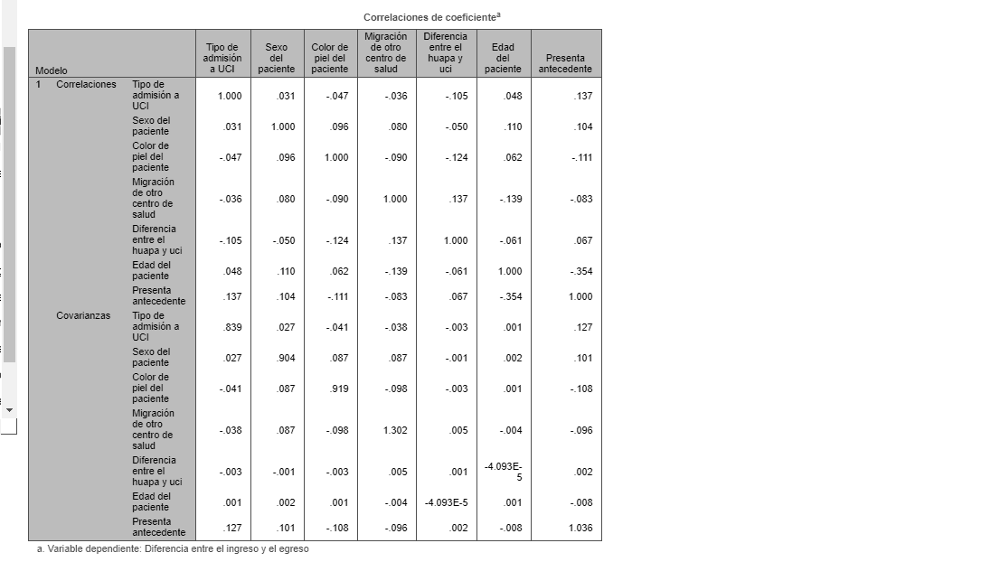 Correlaciones de coeficienteª
Modelo Tipo de admisión a UCI Sexo del paciente Color de piel del paciente Migración de otro centro de salud Diferencia entre el huapa y uci Edad del paciente Presenta antecedente
1 Correlaciones Tipo de admisión a UCI 1.000 .031 -.047 -.036 -.105 .048 .137
Sexo del paciente .031 1.000 .096 .080 -.050 .110 .104
Color de piel del paciente -.047 .096 1.000 -.090 -.124 .062 -.111
Migración de otro centro de salud -.036 .080 -.090 1.000 .137 -.139 -.083
Diferencia entre el huapa y uci -.105 -.050 -.124 .137 1.000 -.061 .067
Edad del paciente .048 .110 .062 -.139 -.061 1.000 -.354
Presenta antecedente .137 .104 -.111 -.083 .067 -.354 1.000
Covarianzas Tipo de admisión a UCI .839 .027 -.041 -.038 -.003 .001 .127
Sexo del paciente .027 .904 .087 .087 -.001 .002 .101
Color de piel del paciente -.041 .087 .919 -.098 -.003 .001 -.108
Migración de otro centro de salud -.038 .087 -.098 1.302 .005 -.004 -.096
Diferencia entre el huapa y uci -.003 -.001 -.003 .005 .001 -4.093E-5 .002
Edad del paciente .001 .002 .001 -.004 -4.093E-5 .001 -.008
Presenta antecedente .127 .101 -.108 -.096 .002 -.008 1.036
a. Variable dependiente: Diferencia entre el ingreso y el egreso